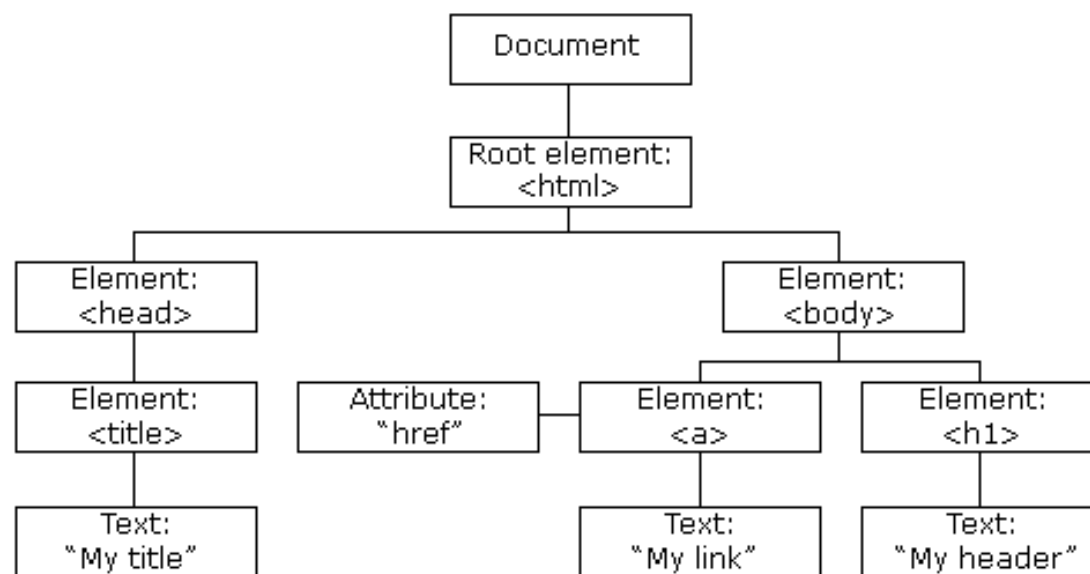 Document
Root element:
<html>
Element:
<head>
Element:
<body>
Element:
<title>
Attribute:
“href”
Element:
<a>
Element:
<h1>
Text:
“My title”
Text:
“My link”
Text:
“My header”